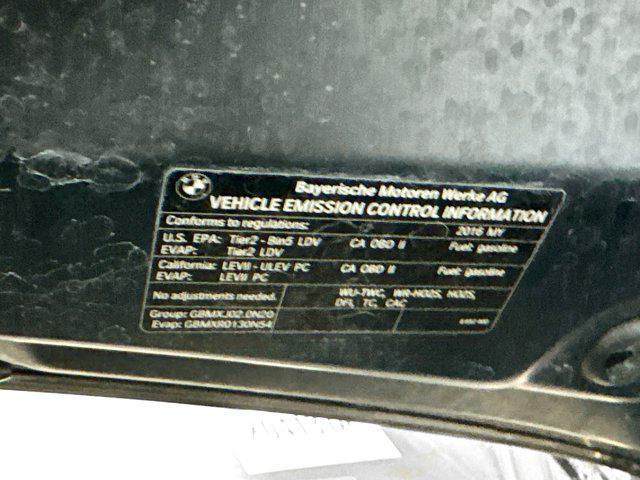 Bayerische Motoren Werke AG
VEHICLE EMISSION CONTROL INFORMATION
Conforms to regulations: 2016 MY
U.S. EPA: Tier2 - Bin5 LDV CA OBD II Fuel: gasoline
EVAP: Tier2 LDV
California: LEVII - ULEV PC CA OBD II Fuel: gasoline
EVAP: LEVII PC
No adjustments needed. WU-TWC, WR-HO2S, HO2S,
DFI, TC, CAC
Group: GBMXJ02.0N20
Evap: GBMXR0130N54